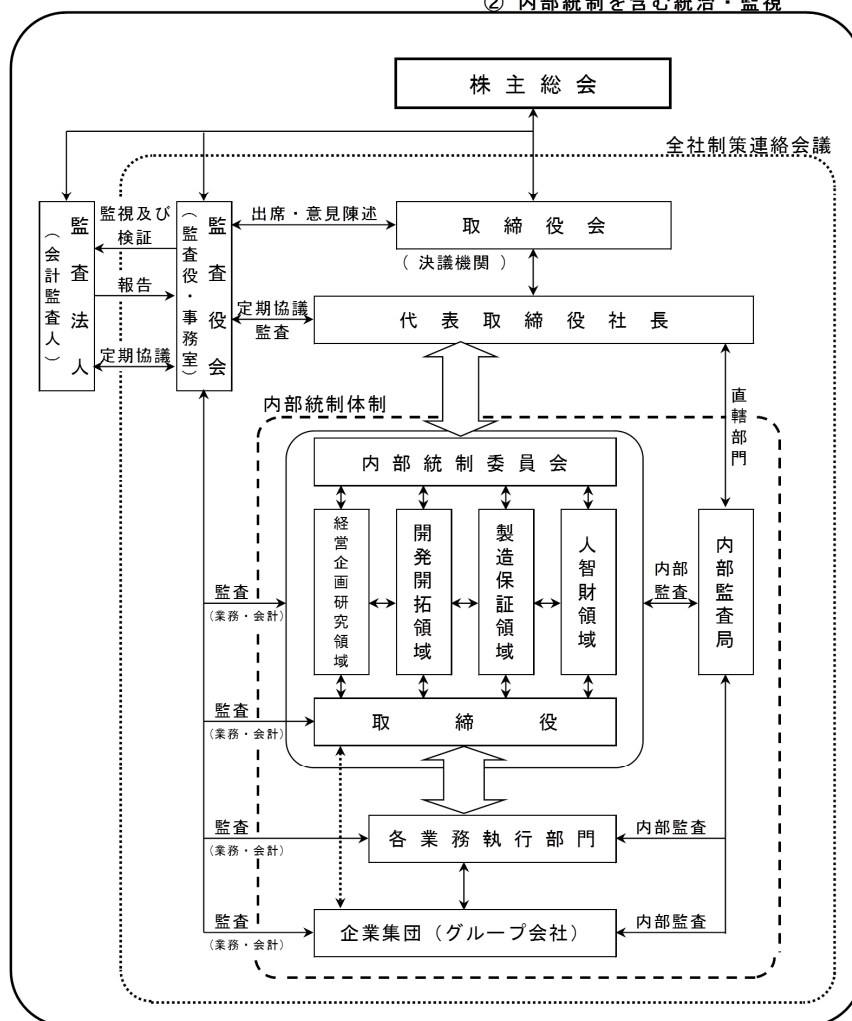 ② 内部統制を含む統治・監視
株主総会
全社制策連絡会議
監査法人
（会計監査人）
監視及び
検証
報告
定期協議
監査役会
（監査役・事務室）
出席・意見陳述
取締役会
（決議機関）
定期協議
監査
代表取締役社長
直轄部門
内部統制体制
内部統制委員会
経営企画研究領域
開発開拓領域
製造保証領域
人智財領域
内部
監査
内部監査局
監査
（業務・会計）
取締役
監査
（業務・会計）
各業務執行部門
監査
（業務・会計）
内部監査
企業集団（グループ会社）
監査
（業務・会計）
内部監査